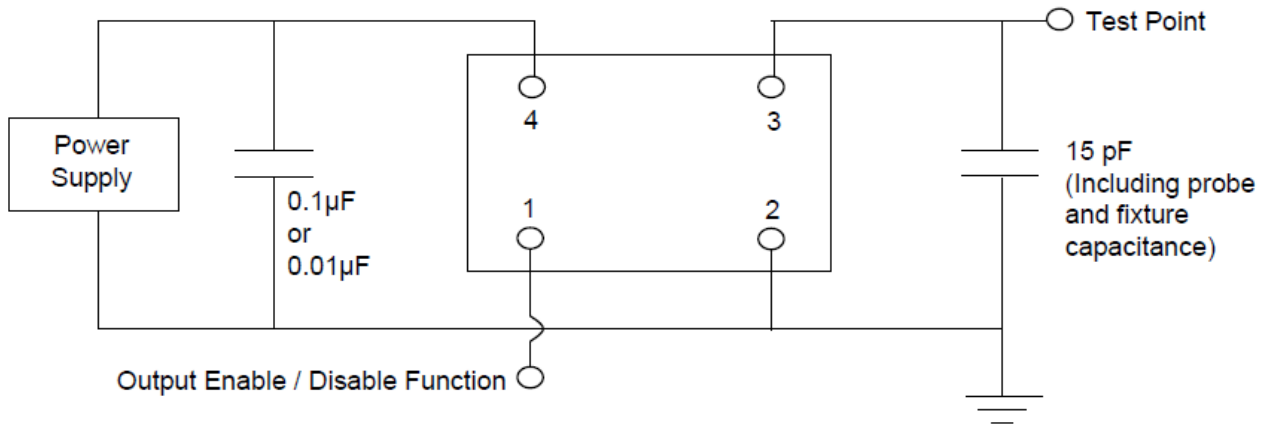 Test Point
4
3
Power
Supply
0.1µF
or
0.01µF
1
2
15 pF
(Including probe
and fixture
capacitance)
Output Enable / Disable Function